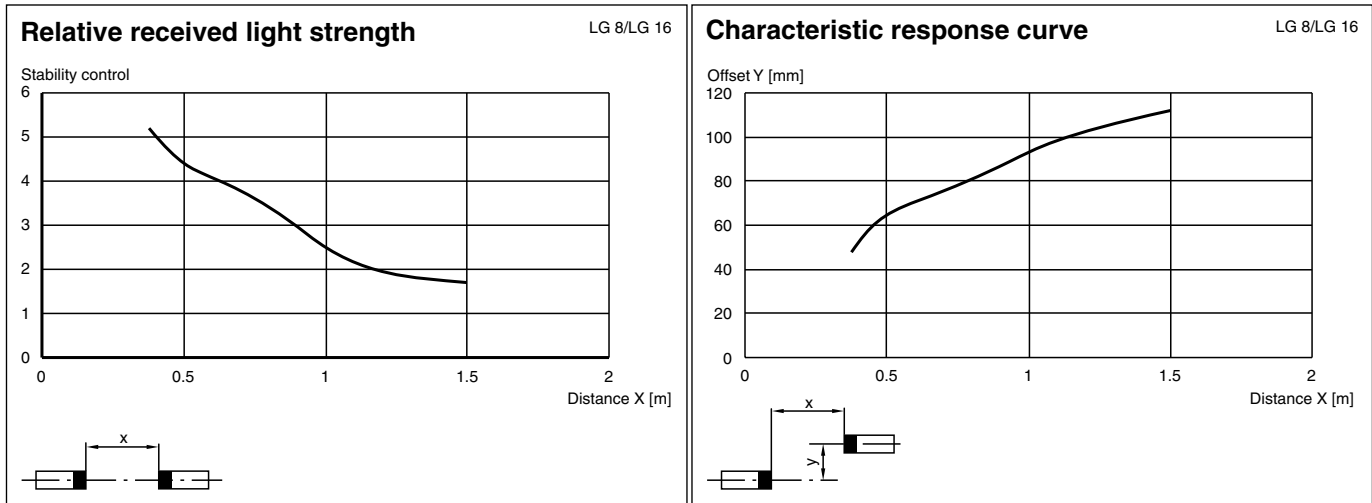 Relative received light strength
LG 8/LG 16
Stability control
6
5
4
3
2
1
0
0 0.5 1 1.5 2
Distance X [m]
x
Characteristic response curve
LG 8/LG 16
Offset Y [mm]
120
100
80
60
40
20
0
0 0.5 1 1.5 2
Distance X [m]
x
y